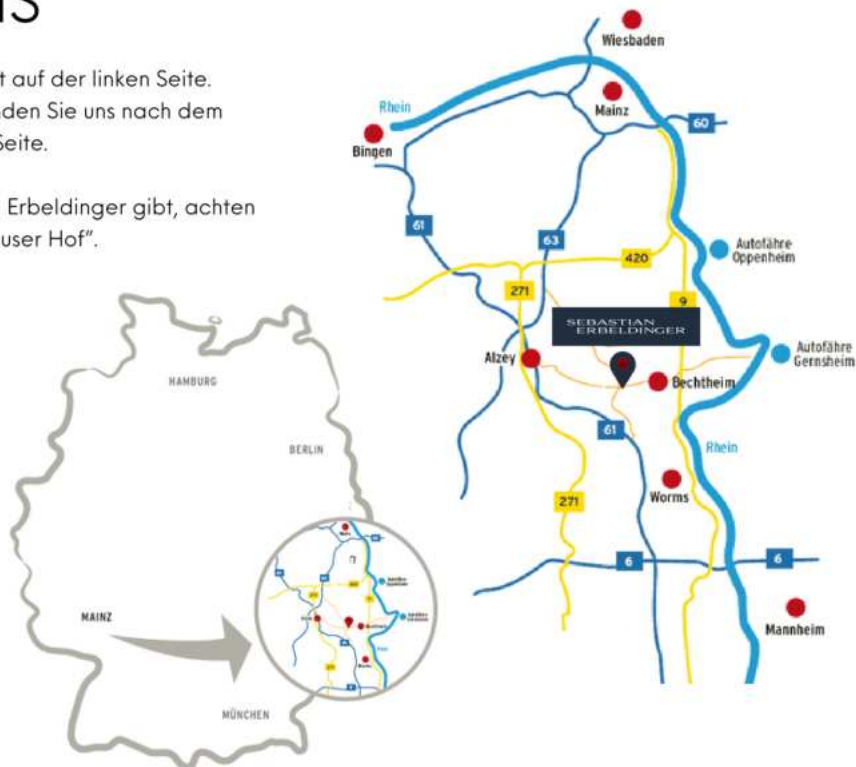 t auf der linken Seite.
nden Sie uns nach dem
Seite.
Erbeldinger gibt, achten
user Hof".
Wiesbaden
Rhein
Mainz
60
Bingen
61
63
Autofähre
Oppenheim
420
271
9
SEBASTIAN
ERBELDINGER
Autofähre
Gernsheim
Alzey
Bechtheim
61
Rhein
Worms
271
6
6
Mannheim
HAMBURG
BERLIN
MAINZ
MÜNCHEN